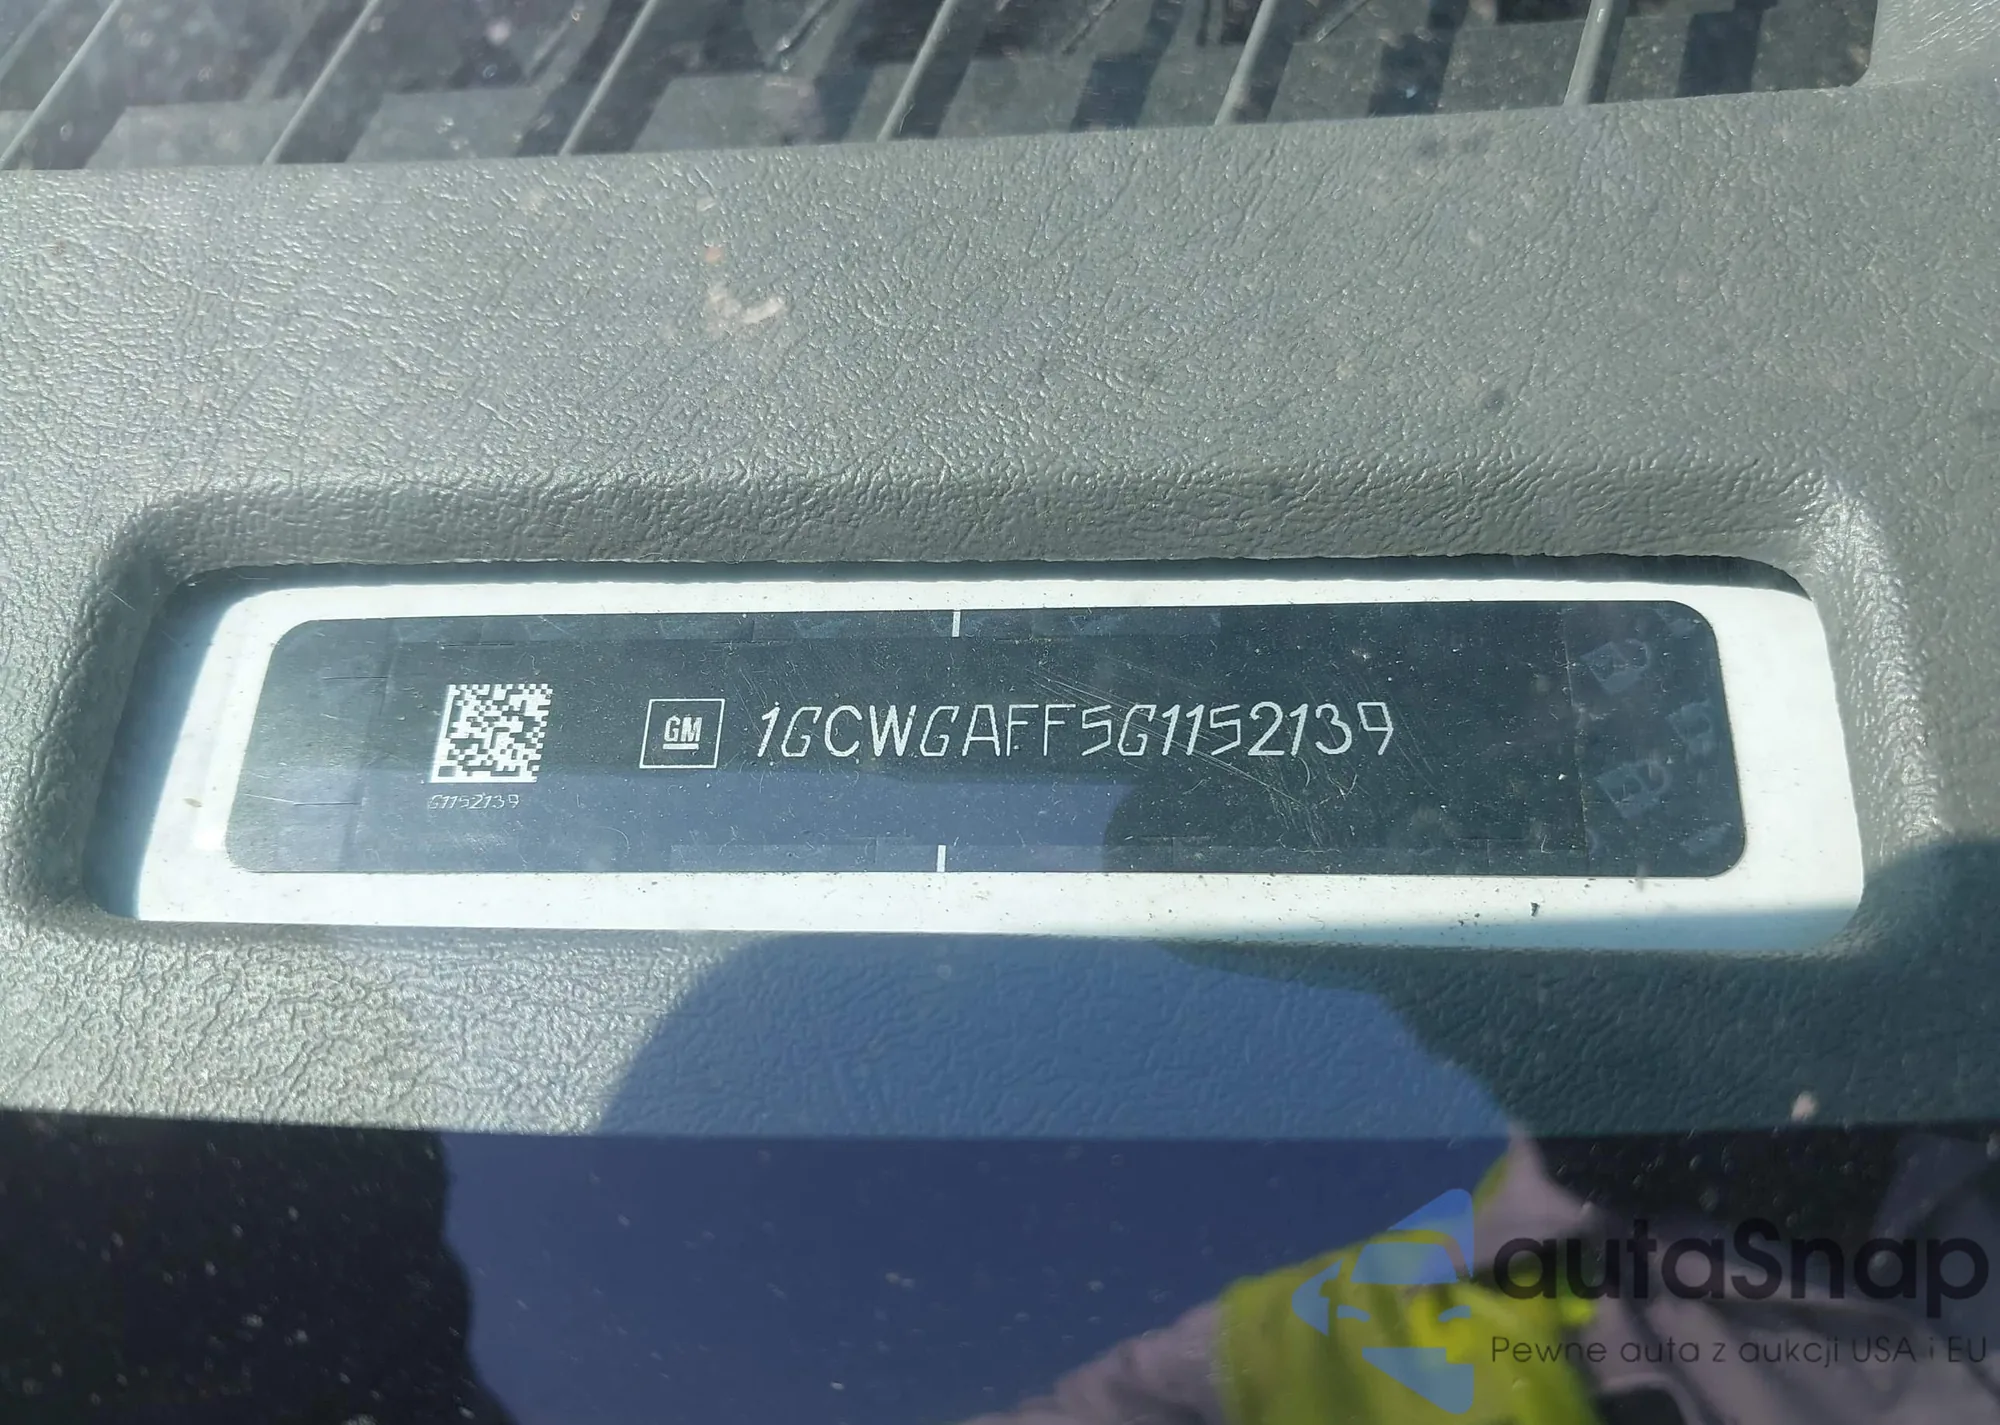 GM 1GCWGAFF5G1152139
G1152139
autaSnap
Pewne auta z aukcji USA i EU